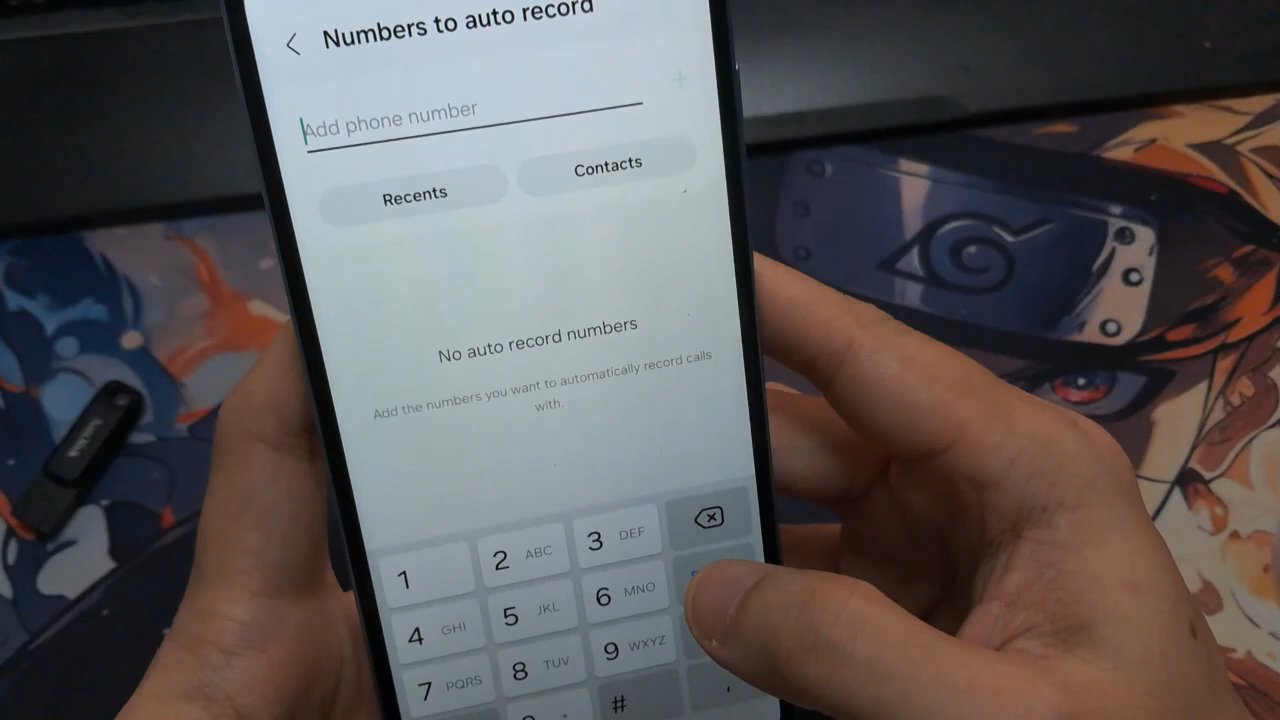 Numbers to auto record
Add phone number
Recents
Contacts
No auto record numbers
Add the numbers you want to automatically record calls
with.
1
2 ABC
3 DEF
4 GHI
5 JKL
6 MNO
7 PQRS
8 TUV
9 WXYZ
#
,
SanDisk